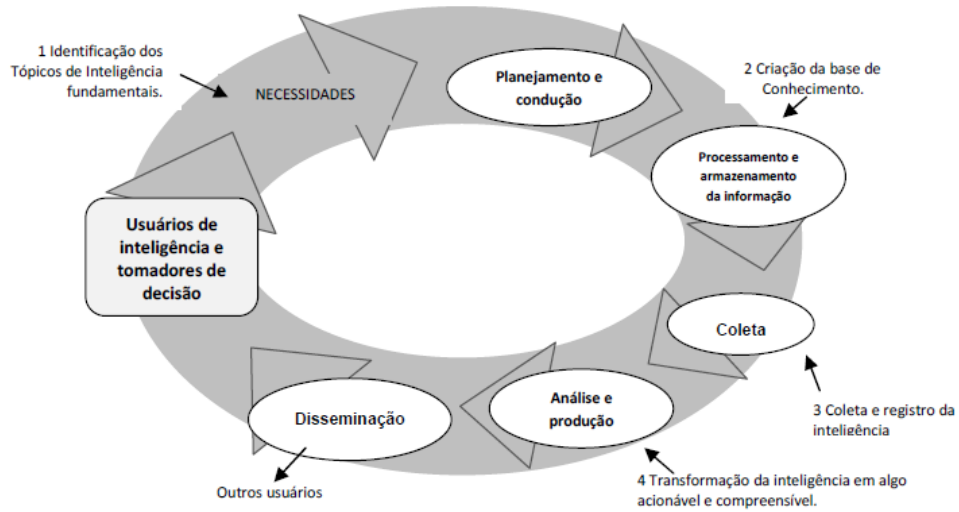 1 Identificação dos
Tópicos de Inteligência
fundamentais.
NECESSIDADES
Planejamento e
condução
2 Criação da base de
Conhecimento.
Processamento e
armazenamento
da informação
Usuários de
inteligência e
tomadores de
decisão
Coleta
3 Coleta e registro da
inteligência
Análise e
produção
Disseminação
4 Transformação da inteligência em algo
acionável e compreensível.
Outros usuários